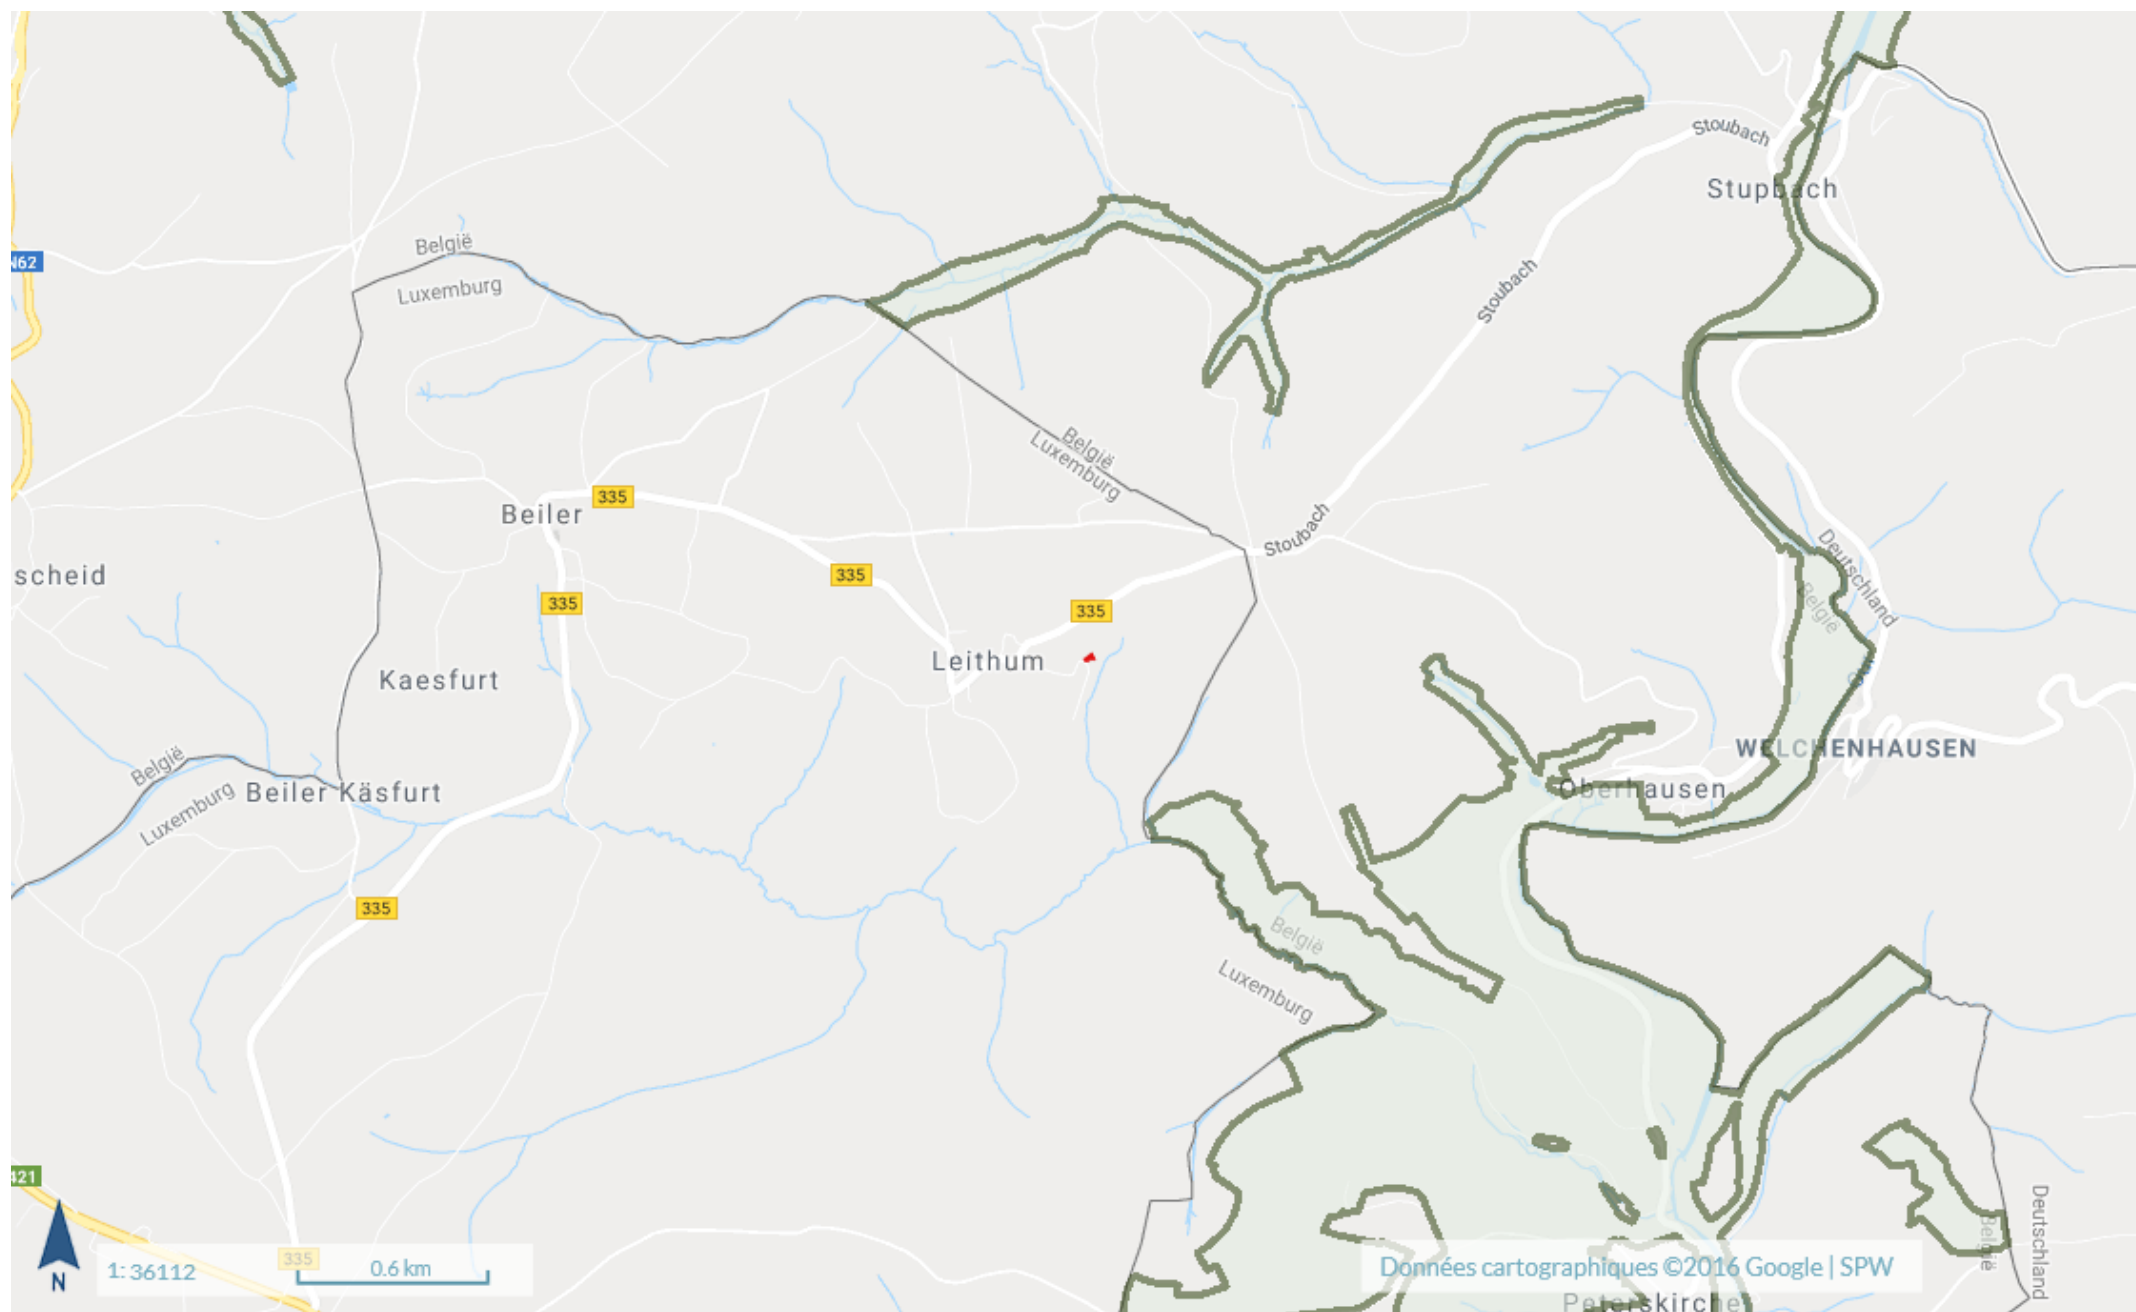 Stoubach
Stupbach
België
N62
Luxemburg
Stoubach
België
Luxemburg
335
Beiler
Stoubach
Deutschland
scheid
335
335
België
335
Leithum
Kaesfurt
WELCHENHAUSEN
België
Beiler Käsfurt
Oberhausen
Luxemburg
335
België
Luxemburg
421
Deutschland
België
335
1: 36112
0.6 km
Données cartographiques ©2016 Google | SPW
N
Peterskirche